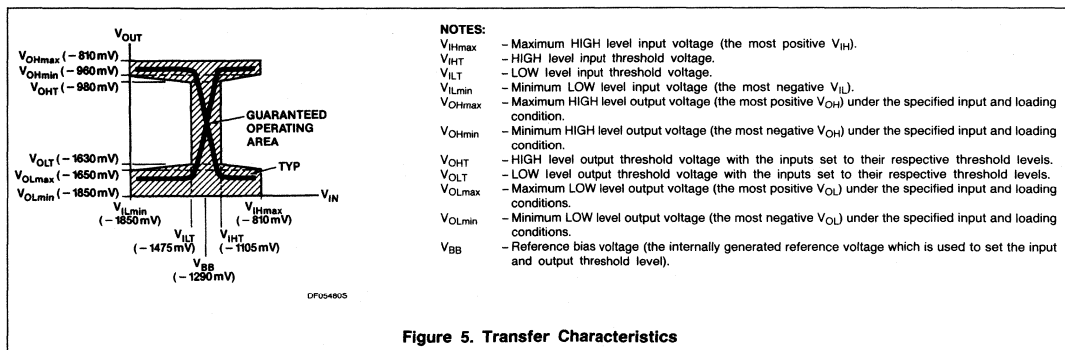 VOUT
VOHmax (−810mV)
VOHmin (−960mV)
VOHT (−980mV)
GUARANTEED
OPERATING
AREA
VOLT (−1630mV)
TYP
VOLmax (−1650mV)
VOLmin (−1850mV)
VIN
VILmin
(−1850mV)
VIHmax
(−810mV)
VILT
(−1475mV)
VIHT
(−1105mV)
VBB
(−1290mV)
DF05480S
NOTES:
VIHmax – Maximum HIGH level input voltage (the most positive VIH).
VIHT – HIGH level input threshold voltage.
VILT – LOW level input threshold voltage.
VILmin – Minimum LOW level input voltage (the most negative VIL).
VOHmax – Maximum HIGH level output voltage (the most positive VOH) under the specified input and loading
condition.
VOHmin – Minimum HIGH level output voltage (the most negative VOH) under the specified input and loading
condition.
VOHT – HIGH level output threshold voltage with the inputs set to their respective threshold levels.
VOLT – LOW level output threshold voltage with the inputs set to their respective threshold levels.
VOLmax – Maximum LOW level output voltage (the most positive VOL) under the specified input and loading
conditions.
VOLmin – Minimum LOW level output voltage (the most negative VOL) under the specified input and loading
conditions.
VBB – Reference bias voltage (the internally generated reference voltage which is used to set the input
and output threshold level).
Figure 5. Transfer Characteristics